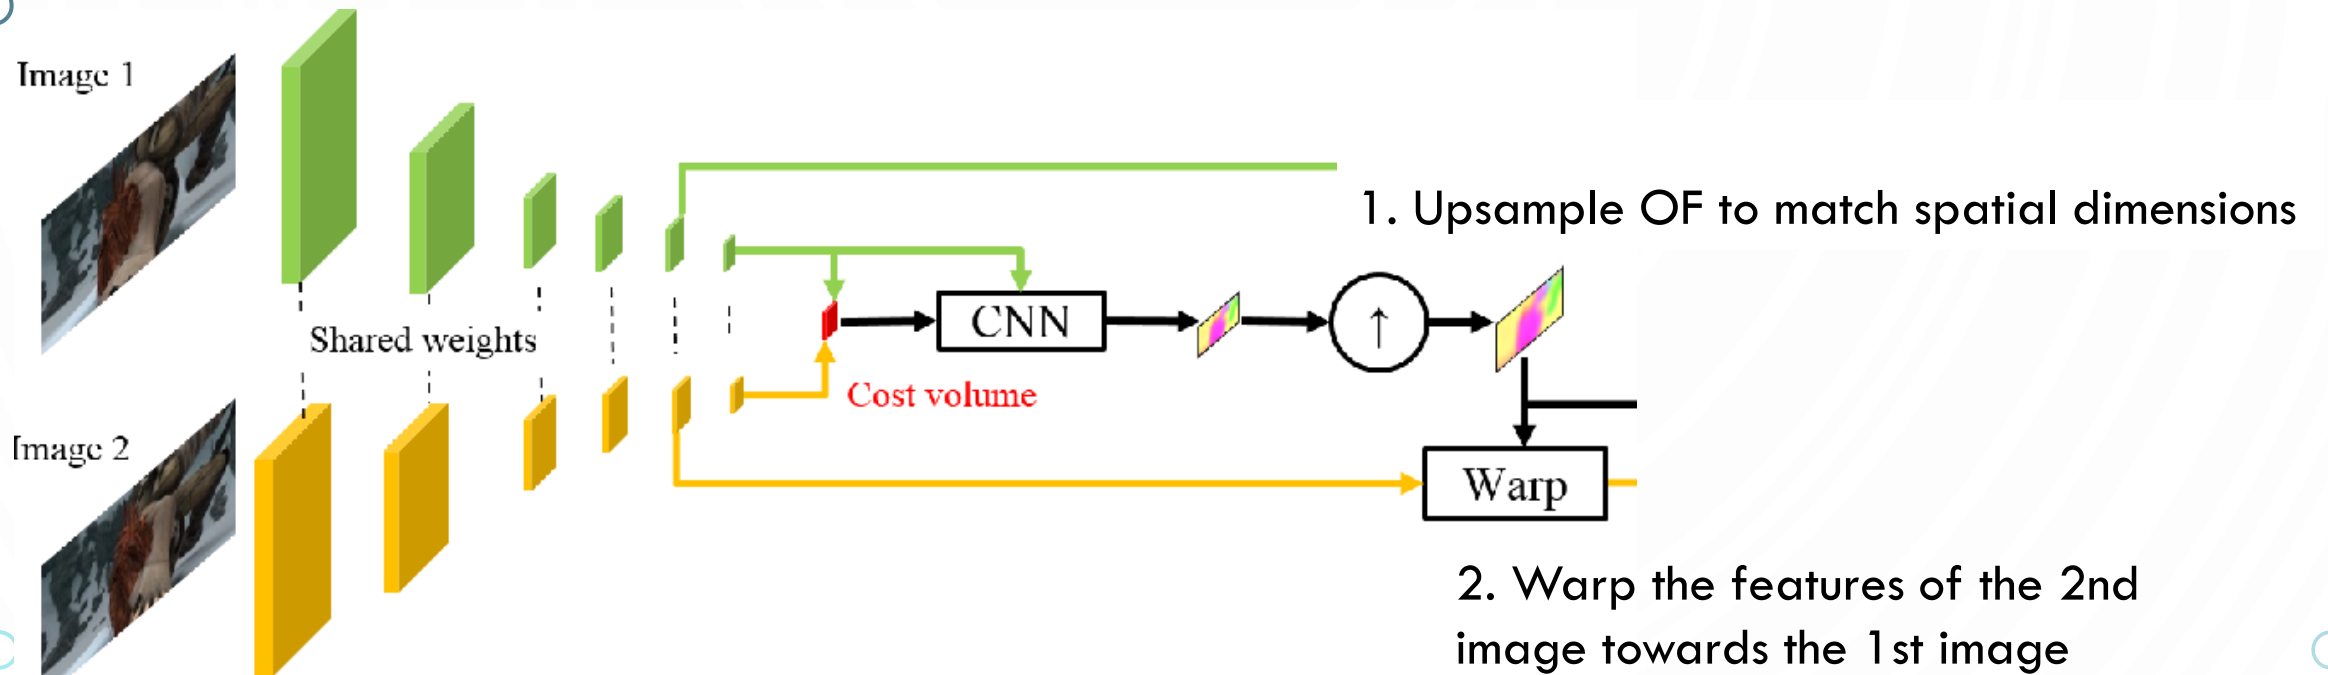 Image 1
1. Upsample OF to match spatial dimensions
CNN
↑
Shared weights
Cost volume
Image 2
Warp
2. Warp the features of the 2nd
image towards the 1st image